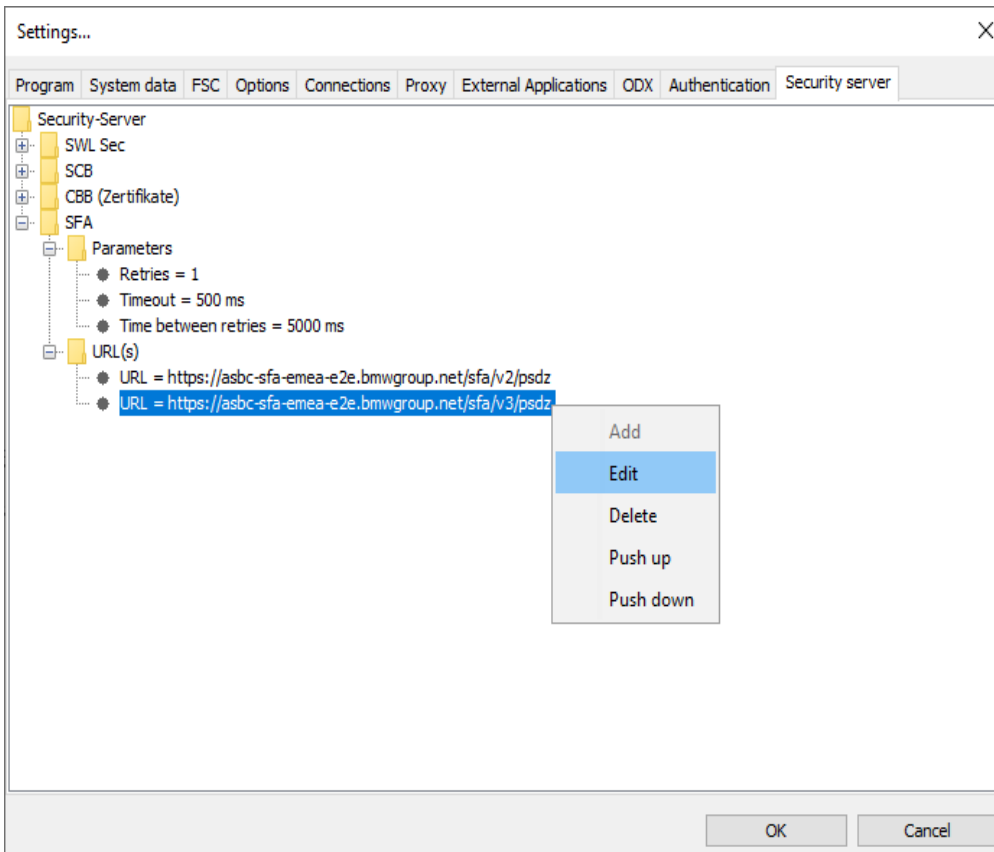 Settings...
Program System data FSC Options Connections Proxy External Applications ODX Authentication Security server
Security-Server
SWL Sec
SCB
CBB (Zertifikate)
SFA
Parameters
Retries = 1
Timeout = 500 ms
Time between retries = 5000 ms
URL(s)
URL = https://asbc-sfa-emea-e2e.bmwgroup.net/sfa/v2/psdz
URL = https://asbc-sfa-emea-e2e.bmwgroup.net/sfa/v3/psdz
Add
Edit
Delete
Push up
Push down
OK Cancel